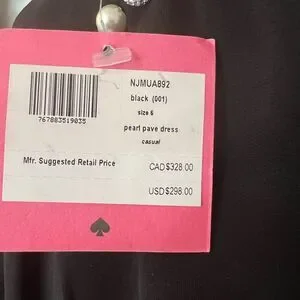 NJMUA892
black (001)
size 6
767883519035
pearl pave dress
casual
Mfr. Suggested Retail Price
CAD$328.00
USD$298.00